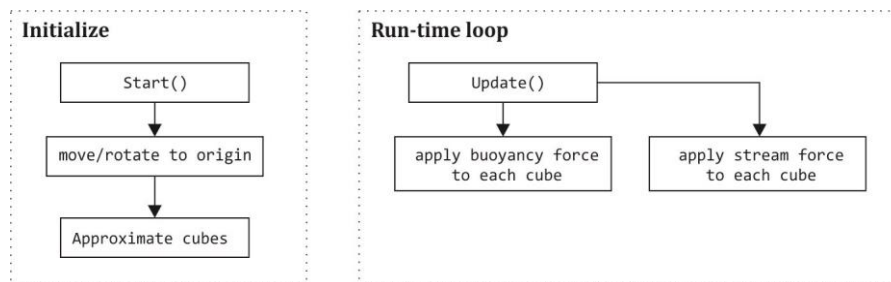 Initialize
Start()
move/rotate to origin
Approximate cubes
Run-time loop
Update()
apply buoyancy force
to each cube
apply stream force
to each cube